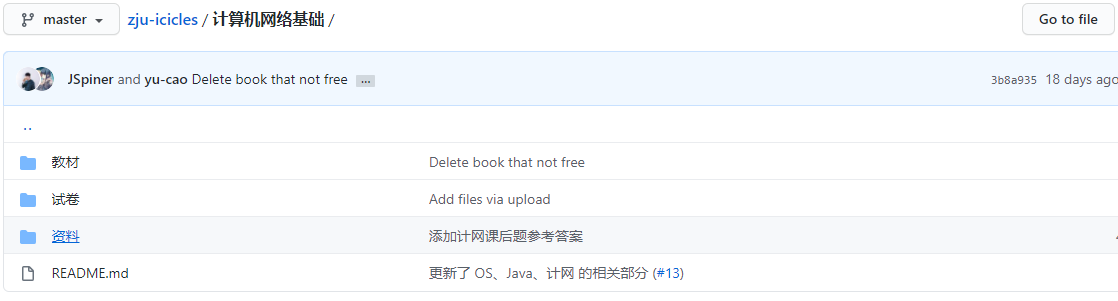 master zju-icicles / 计算机网络基础 / Go to file
JSpiner and yu-cao Delete book that not free ... 3b8a935 18 days ago
..
教材 Delete book that not free
试卷 Add files via upload
资料 添加计网课后题参考答案
README.md 更新了 OS、Java、计网 的相关部分 (#13)